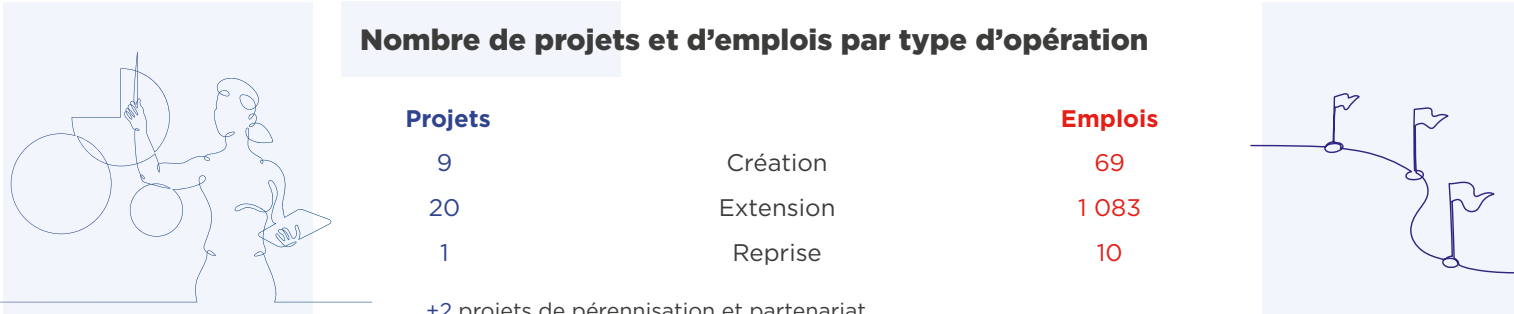 Nombre de projets et d'emplois par type d'opération
Projets Emplois
9 Création 69
20 Extension 1 083
1 Reprise 10
+2 projets de pérennisation et partenariat